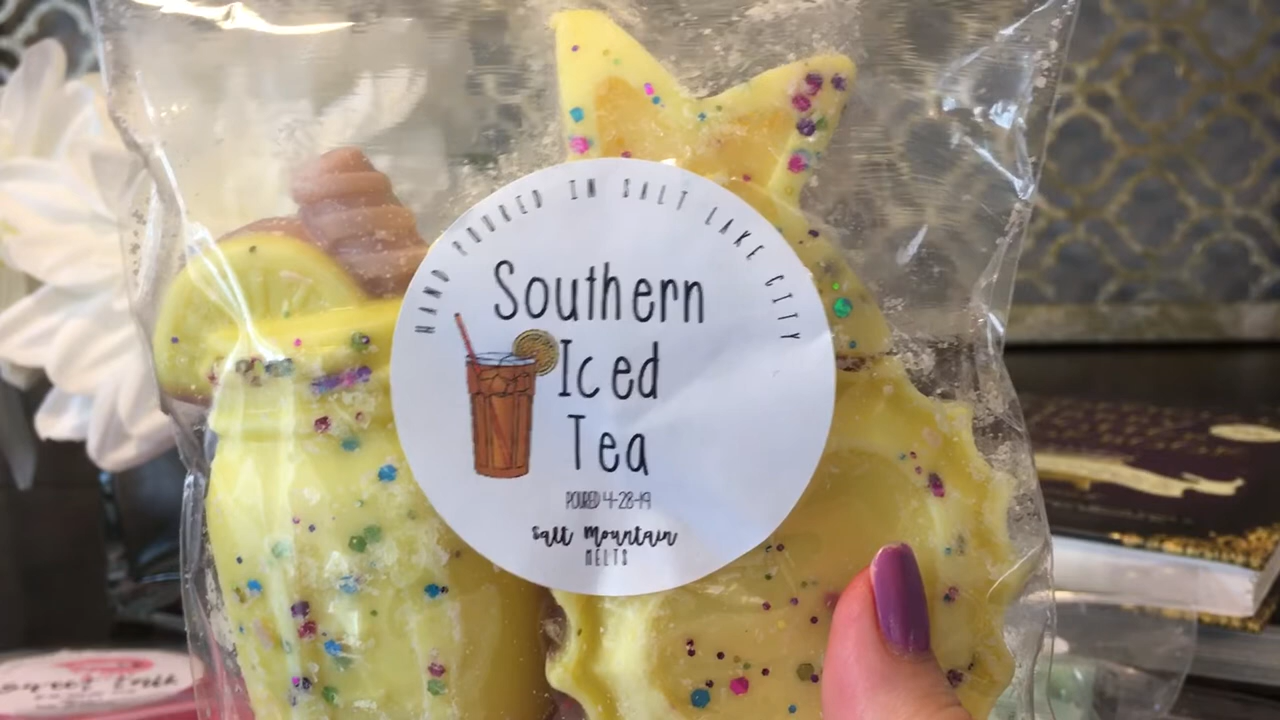 HAND POURED IN SALT LAKE CITY
Southern
Iced
Tea
POURED 4-28-19
Salt Mountain
MELTS